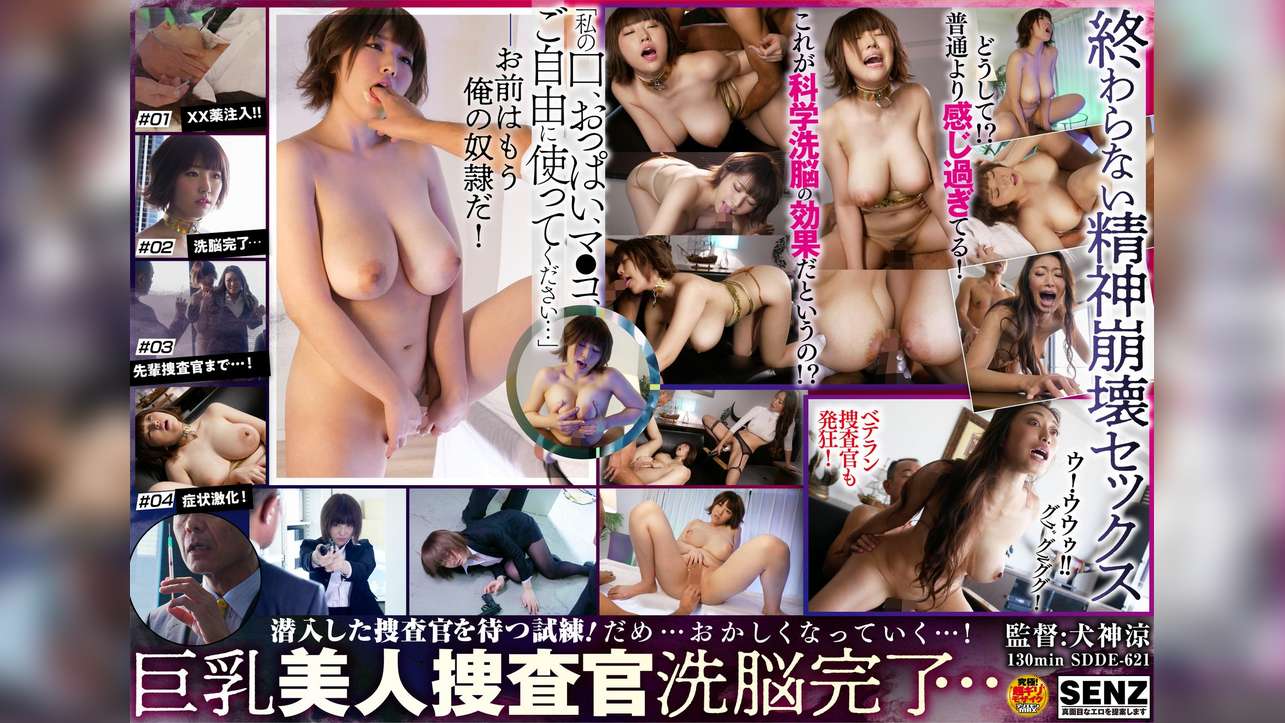 #01
XX薬注入!!
#02
洗脳完了…
#03
先輩捜査官まで…!
#04
症状激化!
「私の口、おっぱい、マ●コ、
ご自由に使ってください…」
――お前はもう
俺の奴隷だ!
終わらない精神崩壊セックス
どうして!?
普通より感じ過ぎてる!
これが科学洗脳の効果だというの!?
ベテラン
捜査官も
発狂!
ウ!ウゥゥ!!
潜入した捜査官を待つ試練!だめ…おかしくなっていく…!
巨乳美人捜査官洗脳完了…
監督:犬神涼
130min SDDE-621
SENZ
真面目なエロを提案します